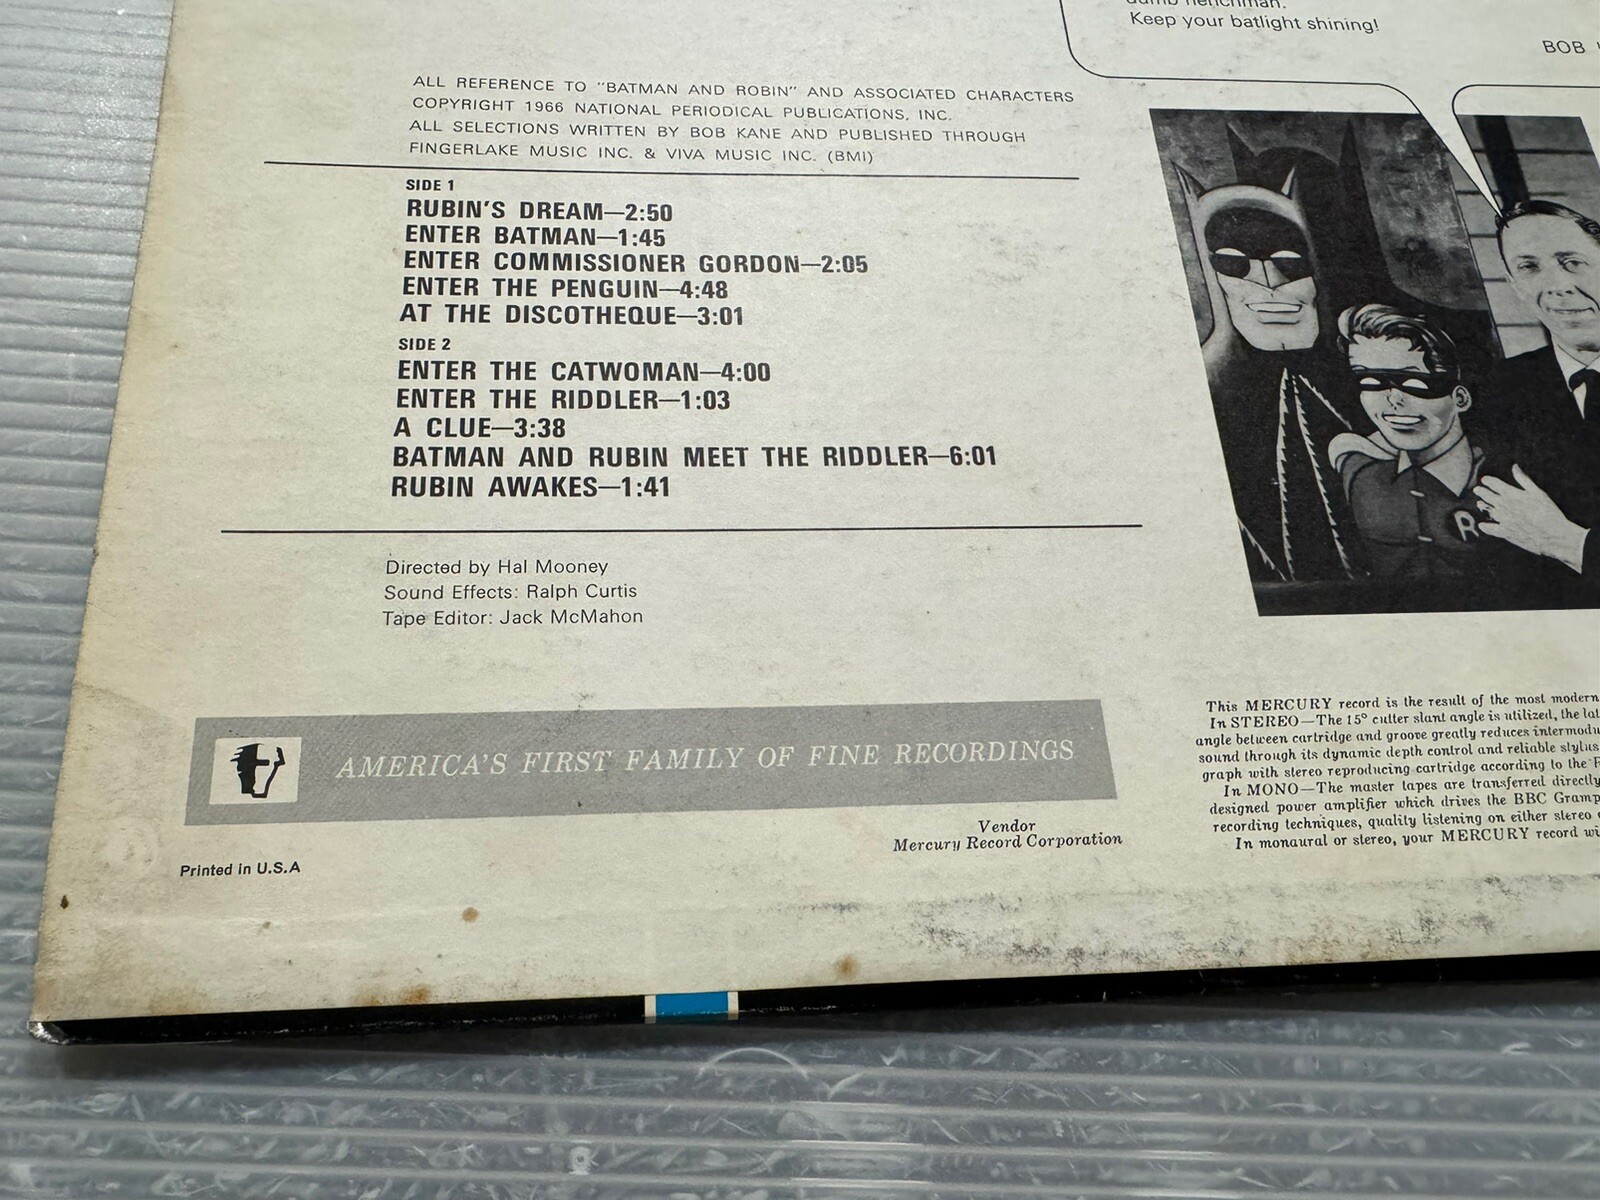 Keep your batlight shining!
BOB
ALL REFERENCE TO "BATMAN AND ROBIN" AND ASSOCIATED CHARACTERS
COPYRIGHT 1966 NATIONAL PERIODICAL PUBLICATIONS, INC.
ALL SELECTIONS WRITTEN BY BOB KANE AND PUBLISHED THROUGH
FINGERLAKE MUSIC INC. & VIVA MUSIC INC. (BMI)
SIDE 1
RUBIN'S DREAM—2:50
ENTER BATMAN—1:45
ENTER COMMISSIONER GORDON—2:05
ENTER THE PENGUIN—4:48
AT THE DISCOTHEQUE—3:01
SIDE 2
ENTER THE CATWOMAN—4:00
ENTER THE RIDDLER—1:03
A CLUE—3:38
BATMAN AND RUBIN MEET THE RIDDLER—6:01
RUBIN AWAKES—1:41
R
Directed by Hal Mooney
Sound Effects: Ralph Curtis
Tape Editor: Jack McMahon
AMERICA'S FIRST FAMILY OF FINE RECORDINGS
Vendor
Mercury Record Corporation
Printed in U.S.A
This MERCURY record is the result of the most modern
In STEREO—The 15° cutter slant angle is utilized, the
angle between cartridge and groove greatly reduces
sound through its dynamic depth control and reliable
graph with stereo reproducing cartridge according to the
In MONO—The master tapes are transferred directly
designed power amplifier which drives the BBC
recording techniques, quality listening on either stereo
In monaural or stereo, your MERCURY record